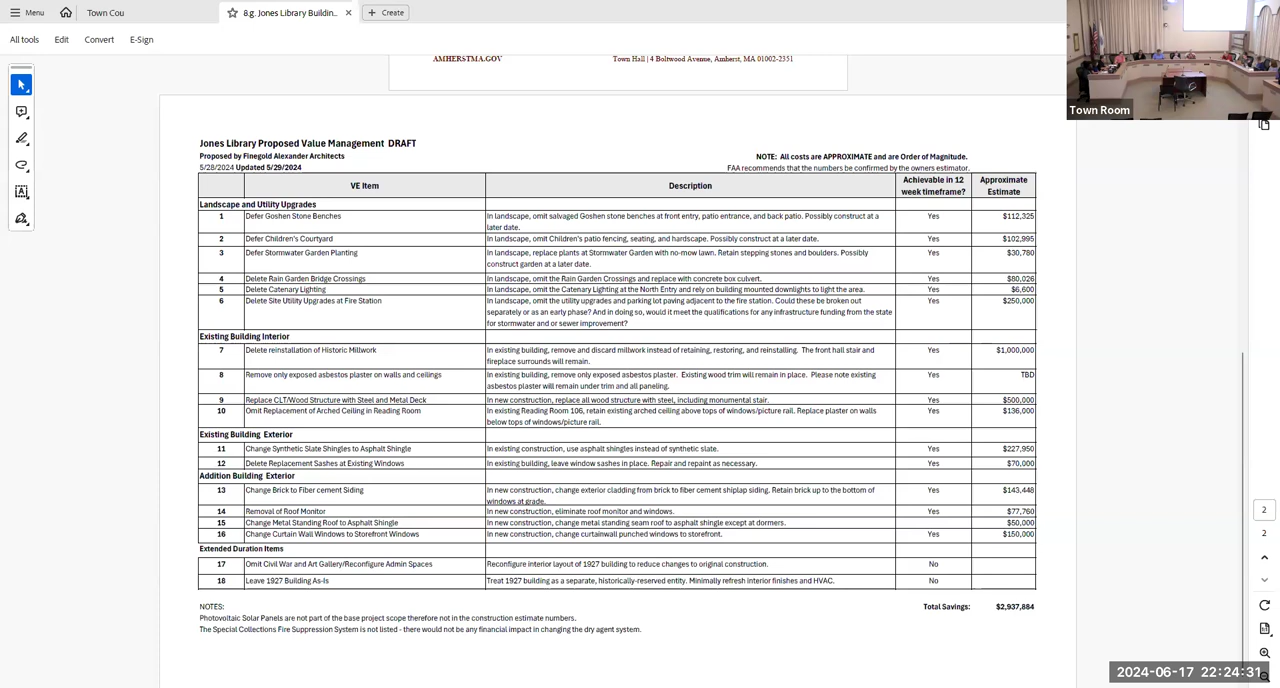 Menu
Town Cou
8.g. Jones Library Buildin...
Create
All tools
Edit
Convert
E-Sign
AMHERSTMA.GOV
Town Hall | 4 Boltwood Avenue, Amherst, MA 01002-2351
Town Room
Jones Library Proposed Value Management DRAFT
Proposed by Finegold Alexander Architects
NOTE: All costs are APPROXIMATE and are Order of Magnitude.
5/28/2024 Updated 5/29/2024
FAA recommends that the numbers be confirmed by the owners estimator.
VE Item
Description
Achievable in 12 week timeframe?
Approximate Estimate
Landscape and Utility Upgrades
1 Defer Goshen Stone Benches In landscape, omit salvaged Goshen stone benches at front entry, patio entrance, and back patio. Possibly construct at a Yes $112,325
later date.
2 Defer Children's Courtyard In landscape, omit Children's patio fencing, seating, and hardscape. Possibly construct at a later date. Yes $102,995
3 Defer Stormwater Garden Planting In landscape, replace plants at Stormwater Garden with no-mow lawn. Retain stepping stones and boulders. Possibly Yes $30,780
construct garden at a later date.
4 Delete Rain Garden Bridge Crossings In landscape, omit the Rain Garden Crossings and replace with concrete box culvert. Yes $80,026
5 Delete Catenary Lighting In landscape, omit the Catenary Lighting at the North Entry and rely on building mounted downlights to light the area. Yes $6,600
6 Delete Site Utility Upgrades at Fire Station In landscape, omit the utility upgrades and parking lot paving adjacent to the fire station. Could these be broken out Yes $250,000
separately or as an early phase? And in doing so, would it meet the qualifications for any infrastructure funding from the state
for stormwater and or sewer improvement?
Existing Building Interior
7 Delete reinstallation of Historic Millwork In existing building, remove and discard millwork instead of retaining, restoring, and reinstalling. The front hall stair and Yes $1,000,000
fireplace surrounds will remain.
8 Remove only exposed asbestos plaster on walls and ceilings In existing building, remove only exposed asbestos plaster. Existing wood trim will remain in place. Please note existing Yes TBD
asbestos plaster will remain under trim and all paneling.
9 Replace CLT/Wood Structure with Steel and Metal Deck In new construction, replace all wood structure with steel, including monumental stair. Yes $500,000
10 Omit Replacement of Arched Ceiling in Reading Room In existing Reading Room 106, retain existing arched ceiling above tops of windows/picture rail. Replace plaster on walls Yes $136,000
below tops of windows/picture rail.
Existing Building Exterior
11 Change Synthetic Slate Shingles to Asphalt Shingle In existing construction, use asphalt shingles instead of synthetic slate. Yes $227,950
12 Delete Replacement Sashes at Existing Windows In existing building, leave window sashes in place. Repair and repaint as necessary. Yes $70,000
Addition Building Exterior
13 Change Brick to Fiber cement Siding In new construction, change exterior cladding from brick to fiber cement shiplap siding. Retain brick up to the bottom of Yes $143,448
windows at grade.
14 Removal of Roof Monitor In new construction, eliminate roof monitor and windows. Yes $77,760
15 Change Metal Standing Roof to Asphalt Shingle In new construction, change metal standing seam roof to asphalt shingle except at dormers. $50,000
16 Change Curtain Wall Windows to Storefront Windows In new construction, change curtainwall punched windows to storefront. Yes $150,000
Extended Duration Items
17 Omit Civil War and Art Gallery/Reconfigure Admin Spaces Reconfigure interior layout of 1927 building to reduce changes to original construction. No
18 Leave 1927 Building As-Is Treat 1927 building as a separate, historically-reserved entity. Minimally refresh interior finishes and HVAC. No
NOTES:
Total Savings: $2,937,884
Photovoltaic Solar Panels are not part of the base project scope therefore not in the construction estimate numbers.
The Special Collections Fire Suppression System is not listed - there would not be any financial impact in changing the dry agent system.
2
2
2024-06-17 22:24:31